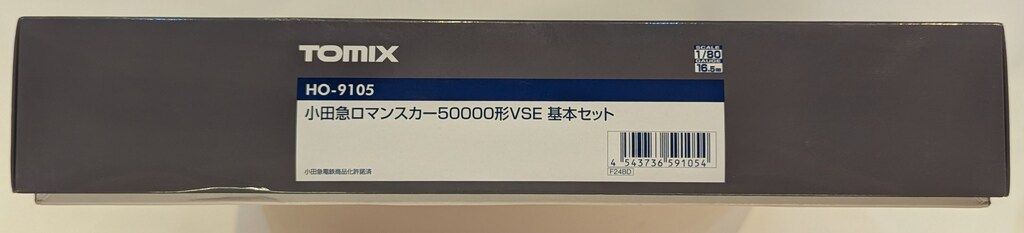 TOMIX
SCALE
1/80
GAUGE
16.5mm
HO-9105
小田急ロマンスカー50000形VSE 基本セット
4 543736 591054
小田急電鉄商品化許諾済
F24BD